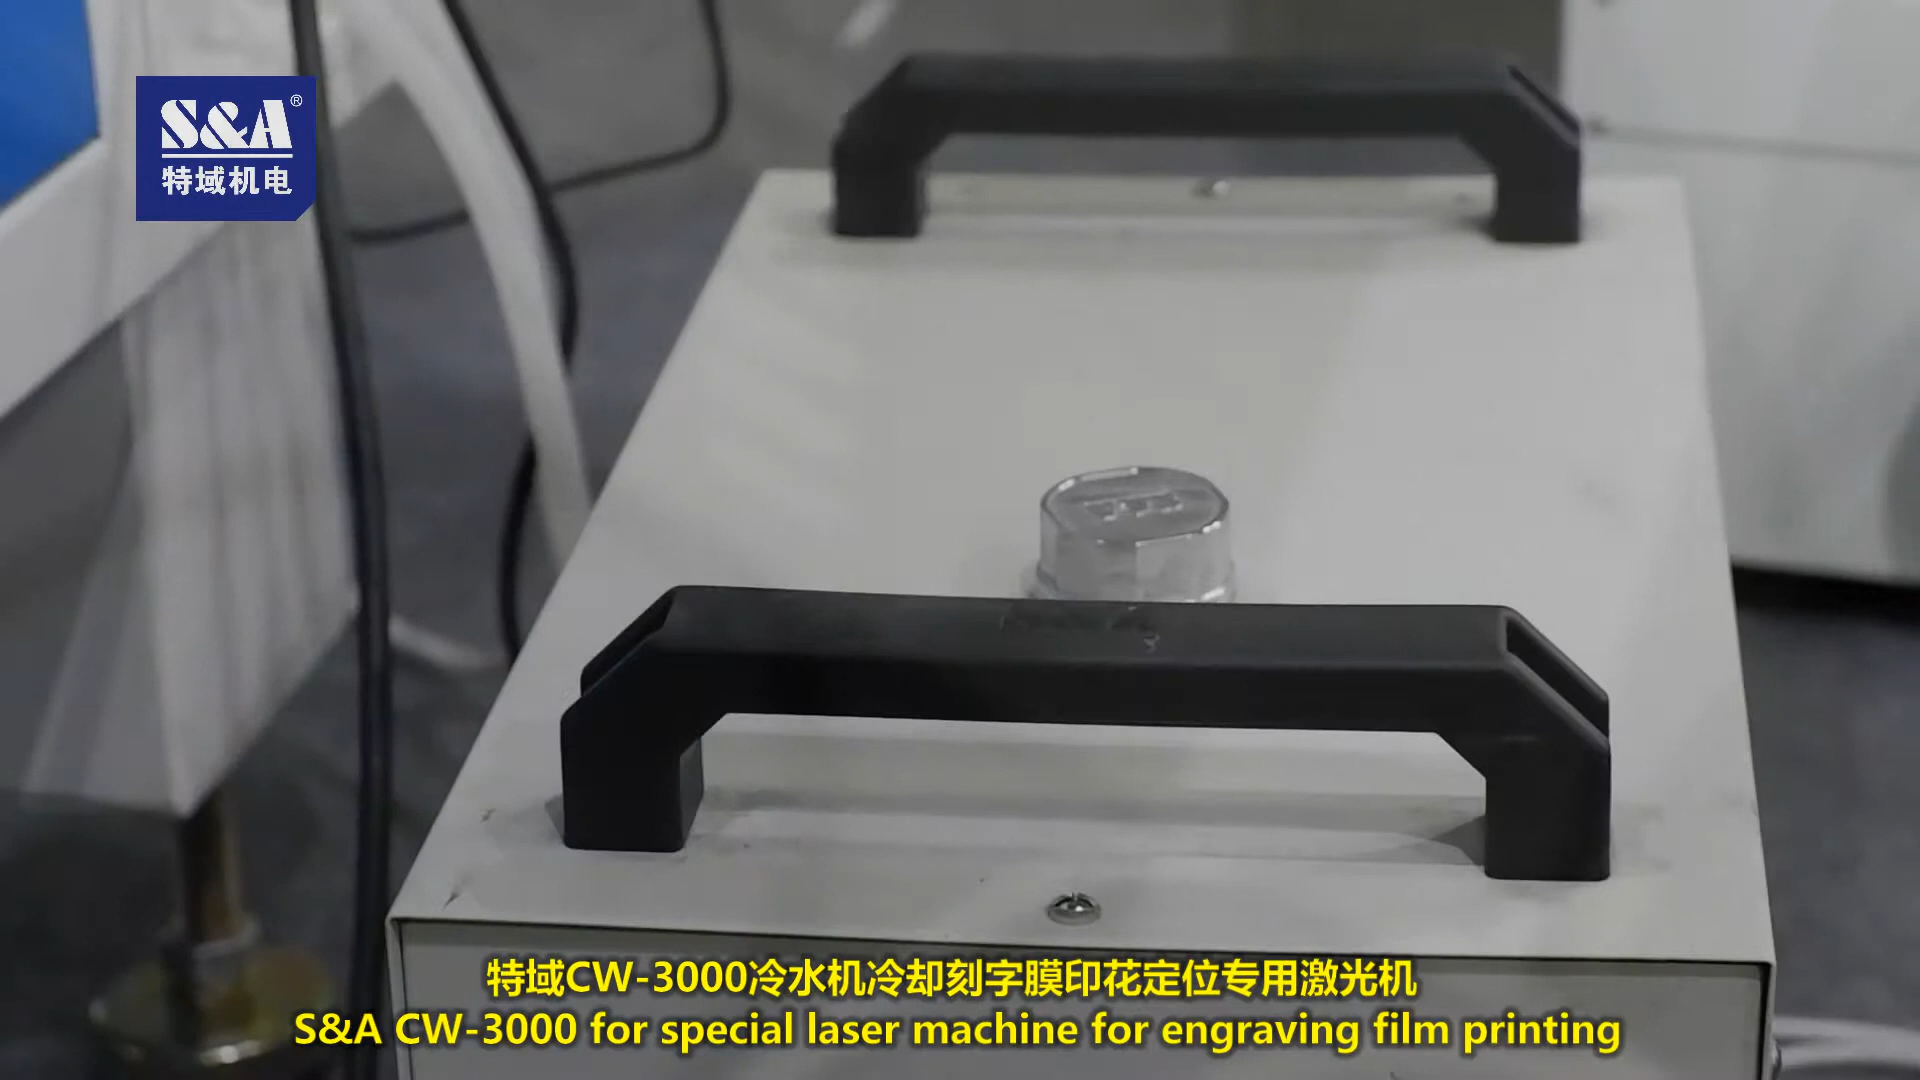 S&A®
特域机电
特域CW-3000冷水机冷却刻字膜印花定位专用激光机
S&A CW-3000 for special laser machine for engraving film printing